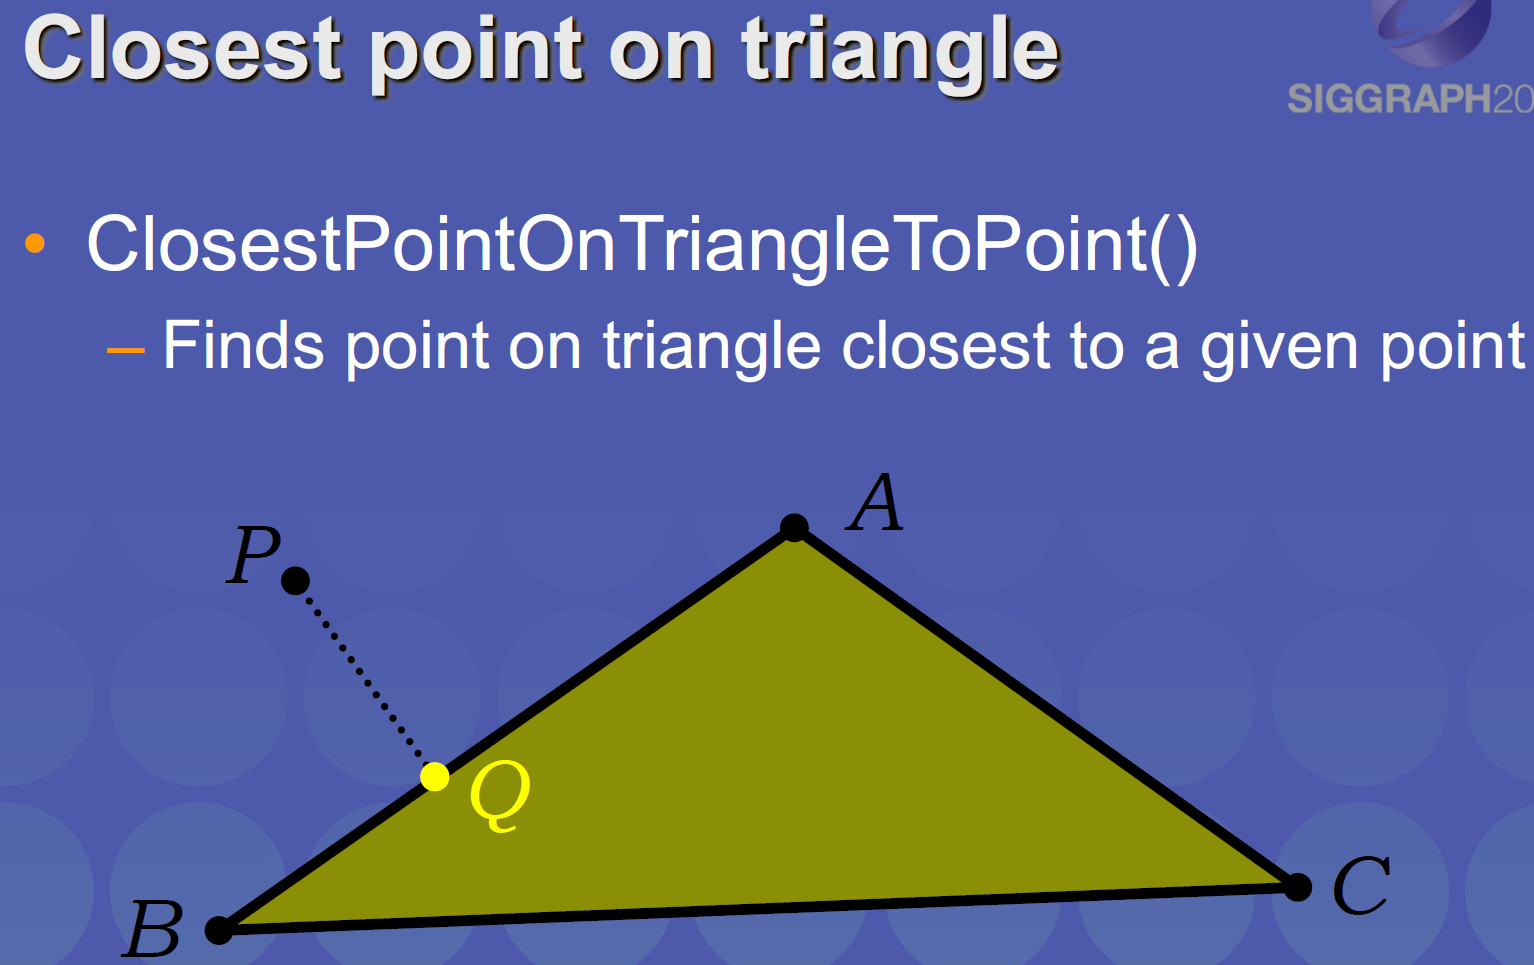 Closest point on triangle
SIGGRAPH20
• ClosestPointOnTriangleToPoint()
– Finds point on triangle closest to a given point
A
P
Q
C
B